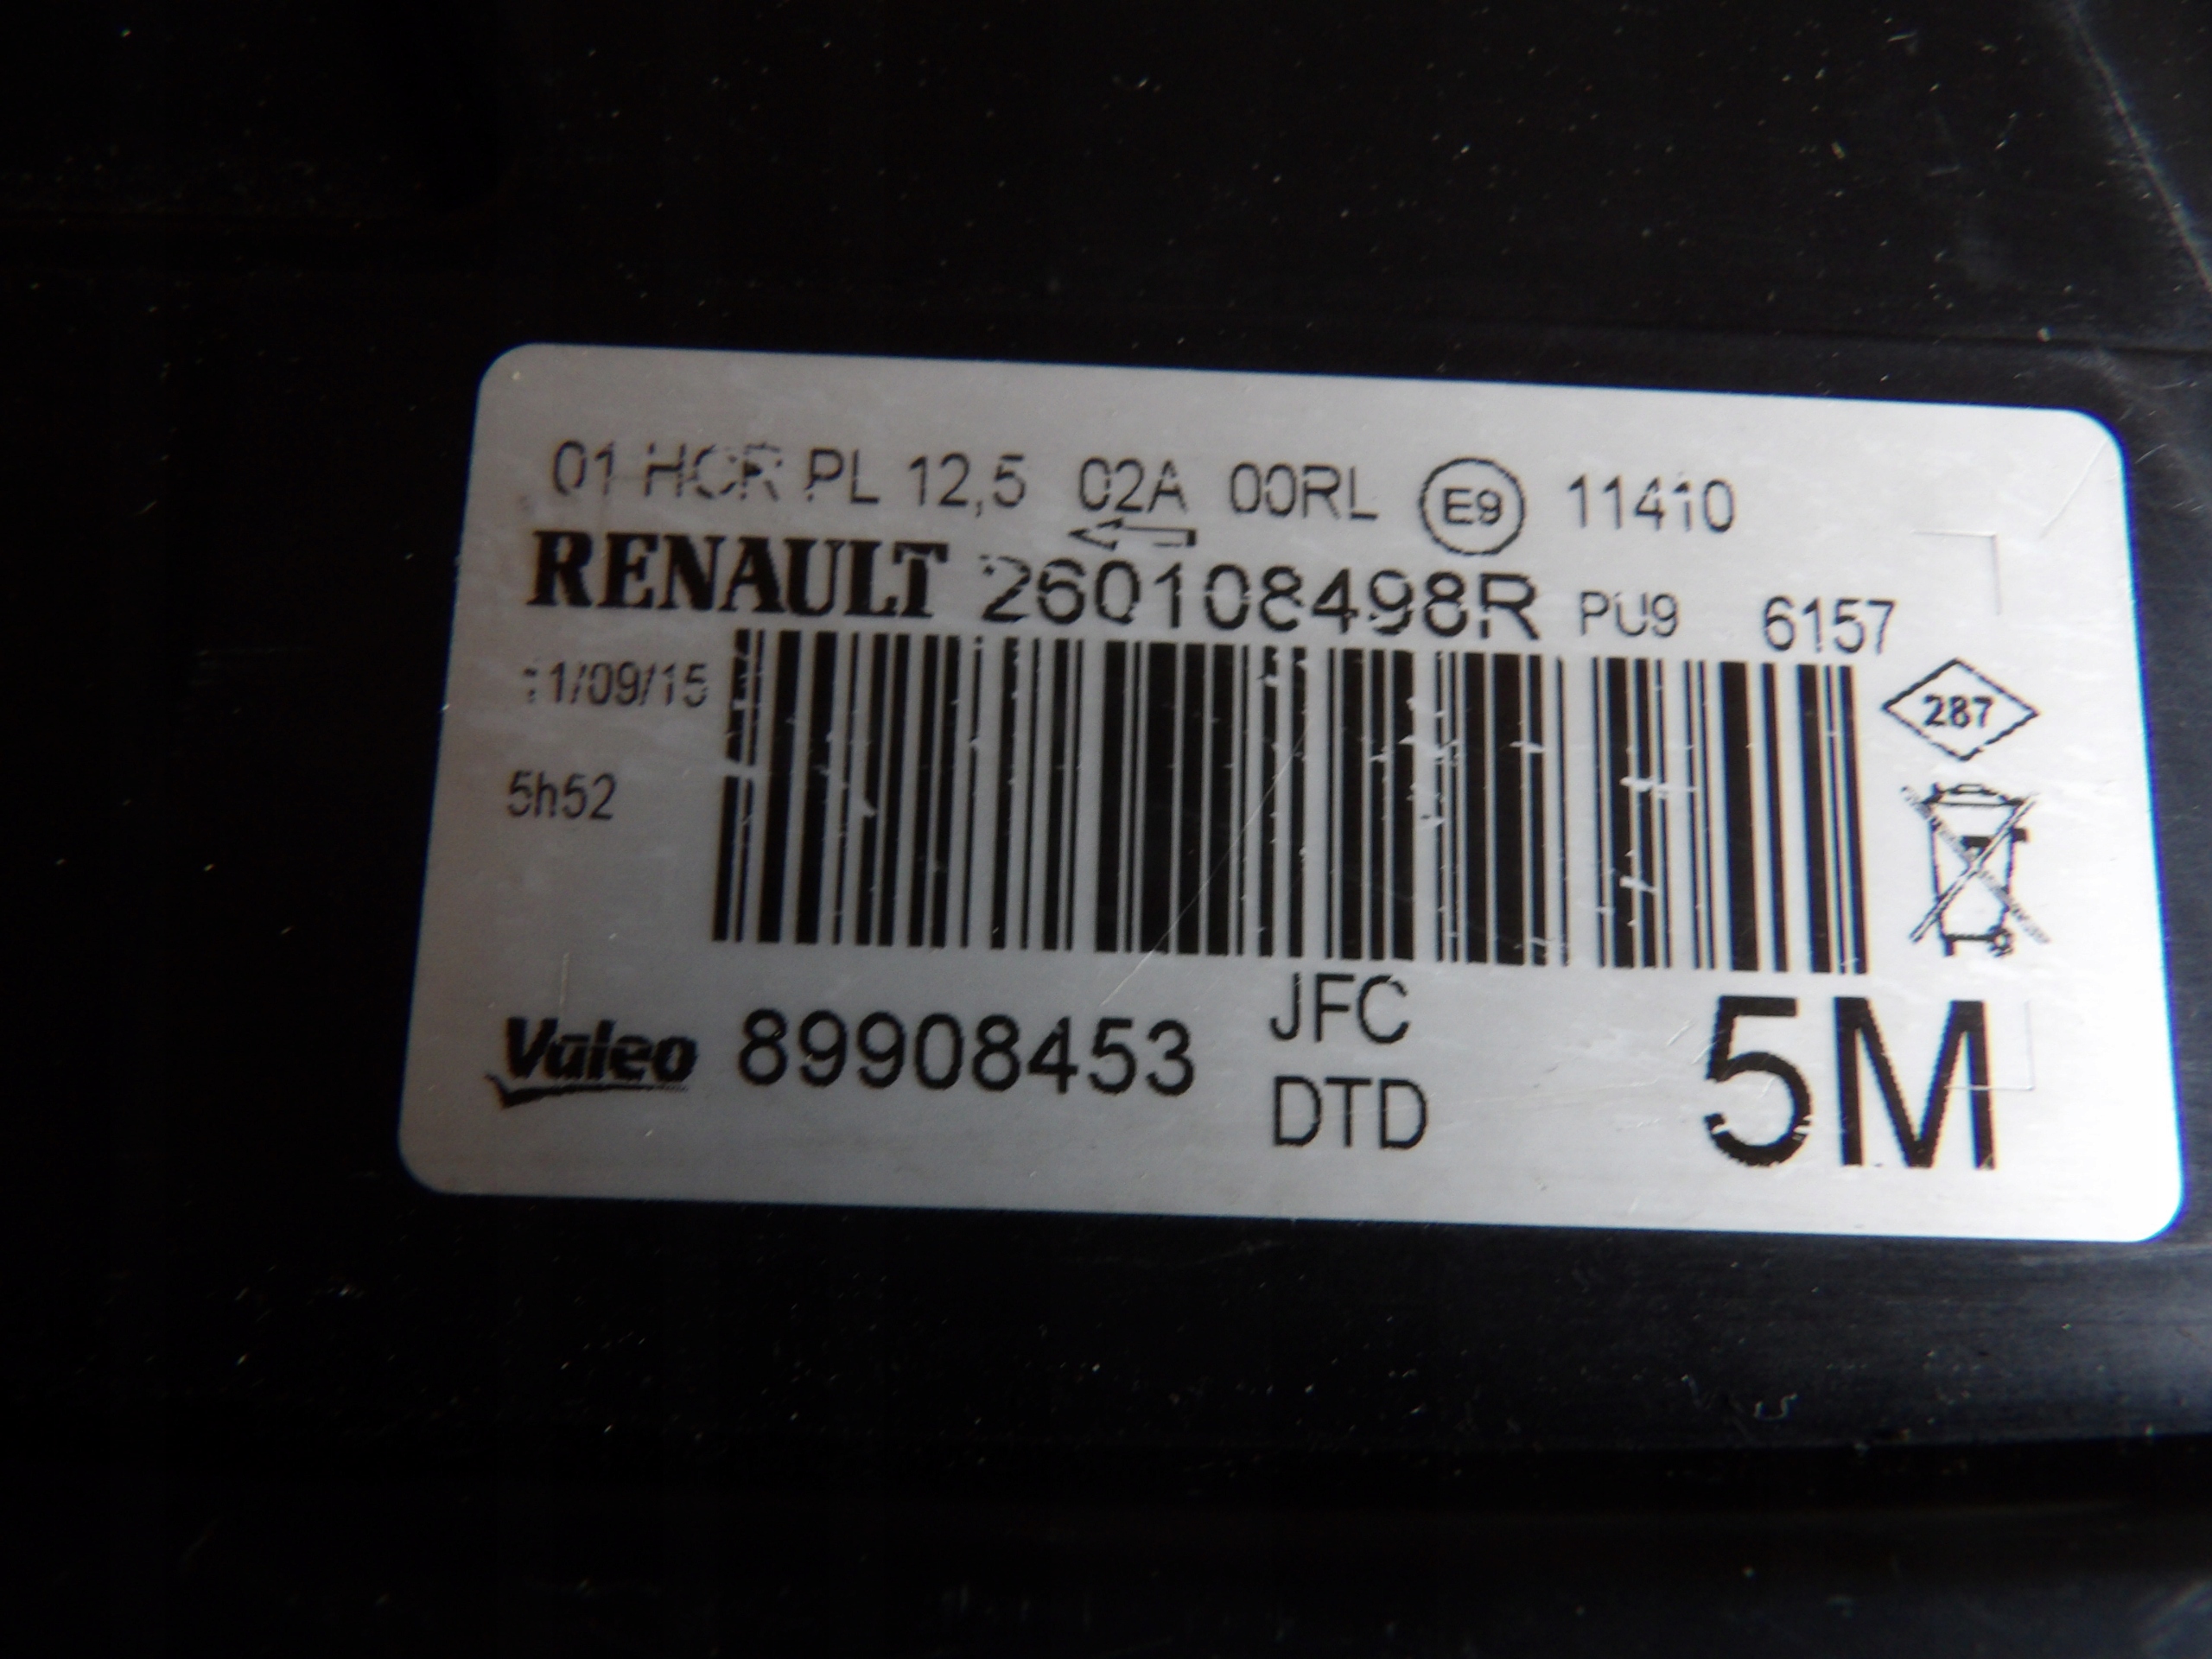 01 HCR PL 12,5 02A 00RL E9 11410
RENAULT 260108498R PU9 6157
11/09/15
287
5h52
JFC
Valeo 89908453
DTD
5M